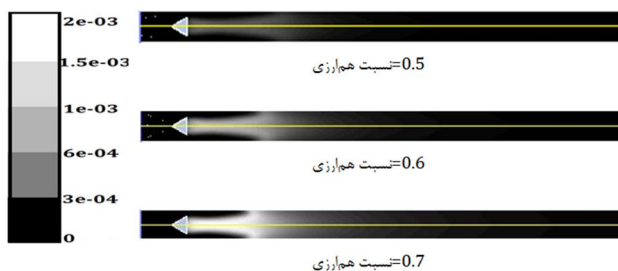 2e-03
1.5e-03
1e-03
6e-04
3e-04
0
نسبت هم‌ارزی=0.5
نسبت هم‌ارزی=0.6
نسبت هم‌ارزی=0.7